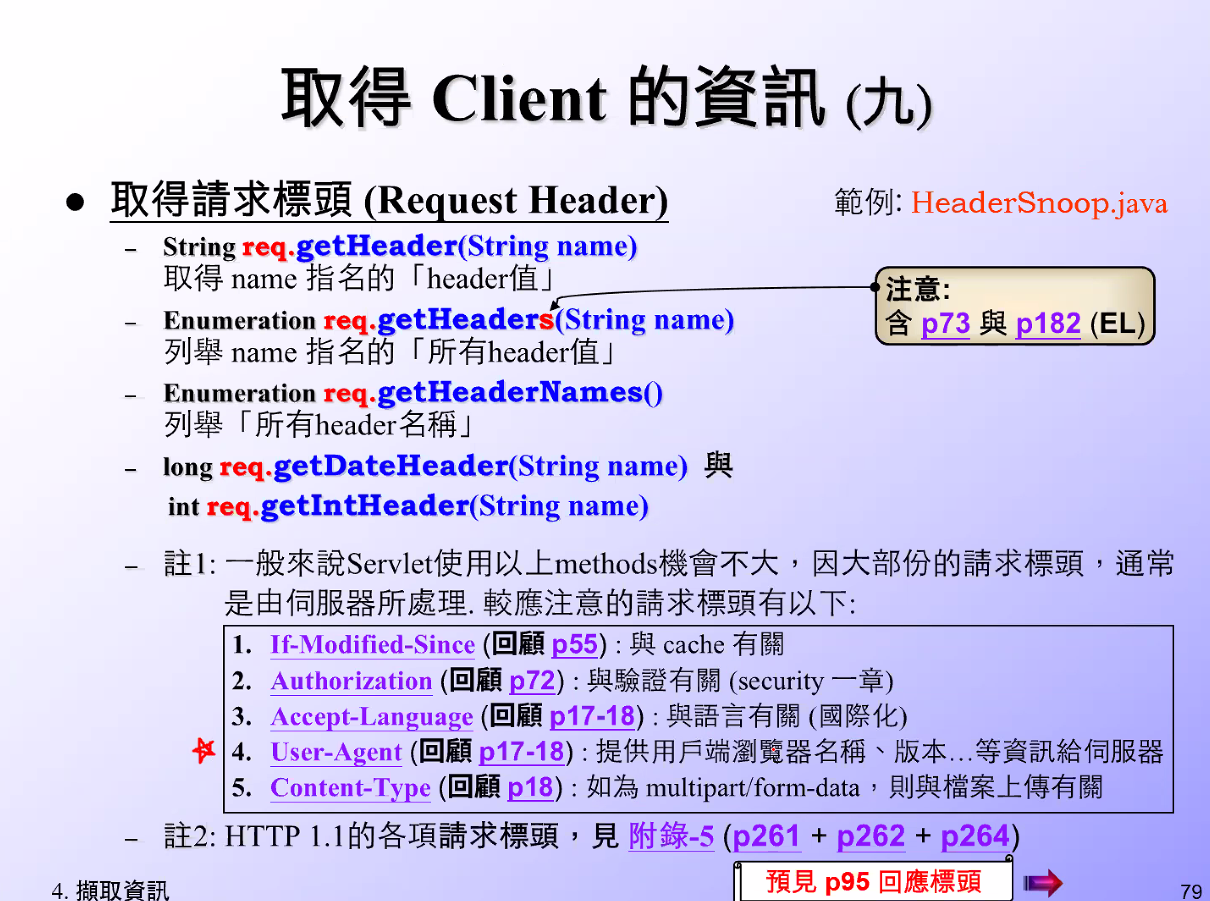 取得 Client 的資訊 (九)
● 取得請求標頭 (Request Header)
範例: HeaderSnoop.java
– String req.getHeader(String name)
取得 name 指名的「header值」
注意:
含 p73 與 p182 (EL)
– Enumeration req.getHeaders(String name)
列舉 name 指名的「所有header值」
– Enumeration req.getHeaderNames()
列舉「所有header名稱」
– long req.getDateHeader(String name) 與
int req.getIntHeader(String name)
– 註1: 一般來說Servlet使用以上methods機會不大，因大部份的請求標頭，通常
是由伺服器所處理. 較應注意的請求標頭有以下:
1. If-Modified-Since (回顧 p55) : 與 cache 有關
2. Authorization (回顧 p72) : 與驗證有關 (security 一章)
3. Accept-Language (回顧 p17-18) : 與語言有關 (國際化)
4. User-Agent (回顧 p17-18) : 提供用戶端瀏覽器名稱、版本…等資訊給伺服器
5. Content-Type (回顧 p18) : 如為 multipart/form-data，則與檔案上傳有關
– 註2: HTTP 1.1的各項請求標頭，見 附錄-5 (p261 + p262 + p264)
預見 p95 回應標頭
4. 擷取資訊
79